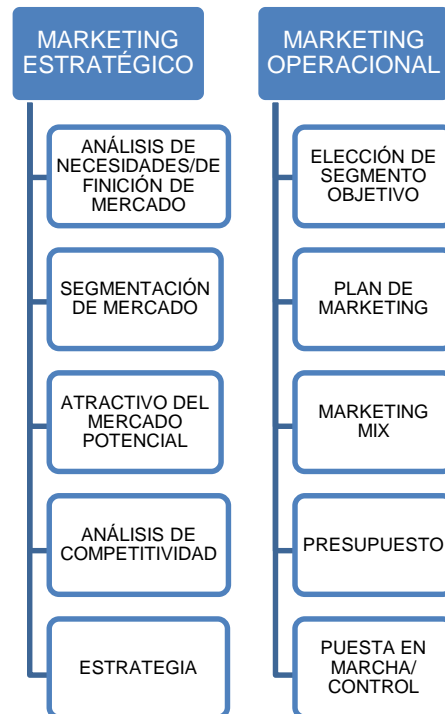 MARKETING
ESTRATÉGICO
ANÁLISIS DE
NECESIDADES/DE
FINICIÓN DE
MERCADO
SEGMENTACIÓN
DE MERCADO
ATRACTIVO DEL
MERCADO
POTENCIAL
ANÁLISIS DE
COMPETITIVIDAD
ESTRATEGIA
MARKETING
OPERACIONAL
ELECCIÓN DE
SEGMENTO
OBJETIVO
PLAN DE
MARKETING
MARKETING
MIX
PRESUPUESTO
PUESTA EN
MARCHA/
CONTROL